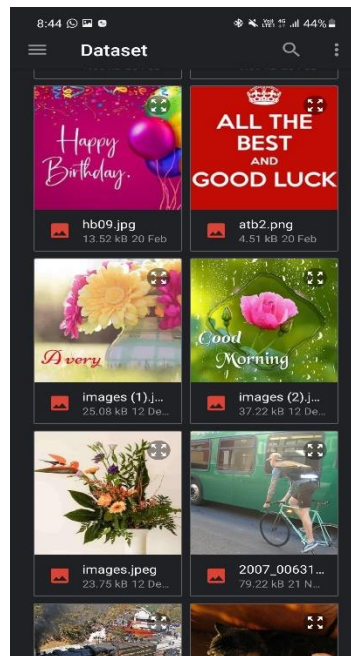 8:44
44%
Dataset
Happy
Birthday.
hb09.jpg
13.52 kB 20 Feb
ALL THE
BEST
AND
GOOD LUCK
atb2.png
4.51 kB 20 Feb
A very
images (1).j...
25.08 kB 12 De...
Good
Morning
images (2).j...
37.22 kB 12 De...
images.jpeg
23.75 kB 12 De...
2007_00631...
79.22 kB 21 N...